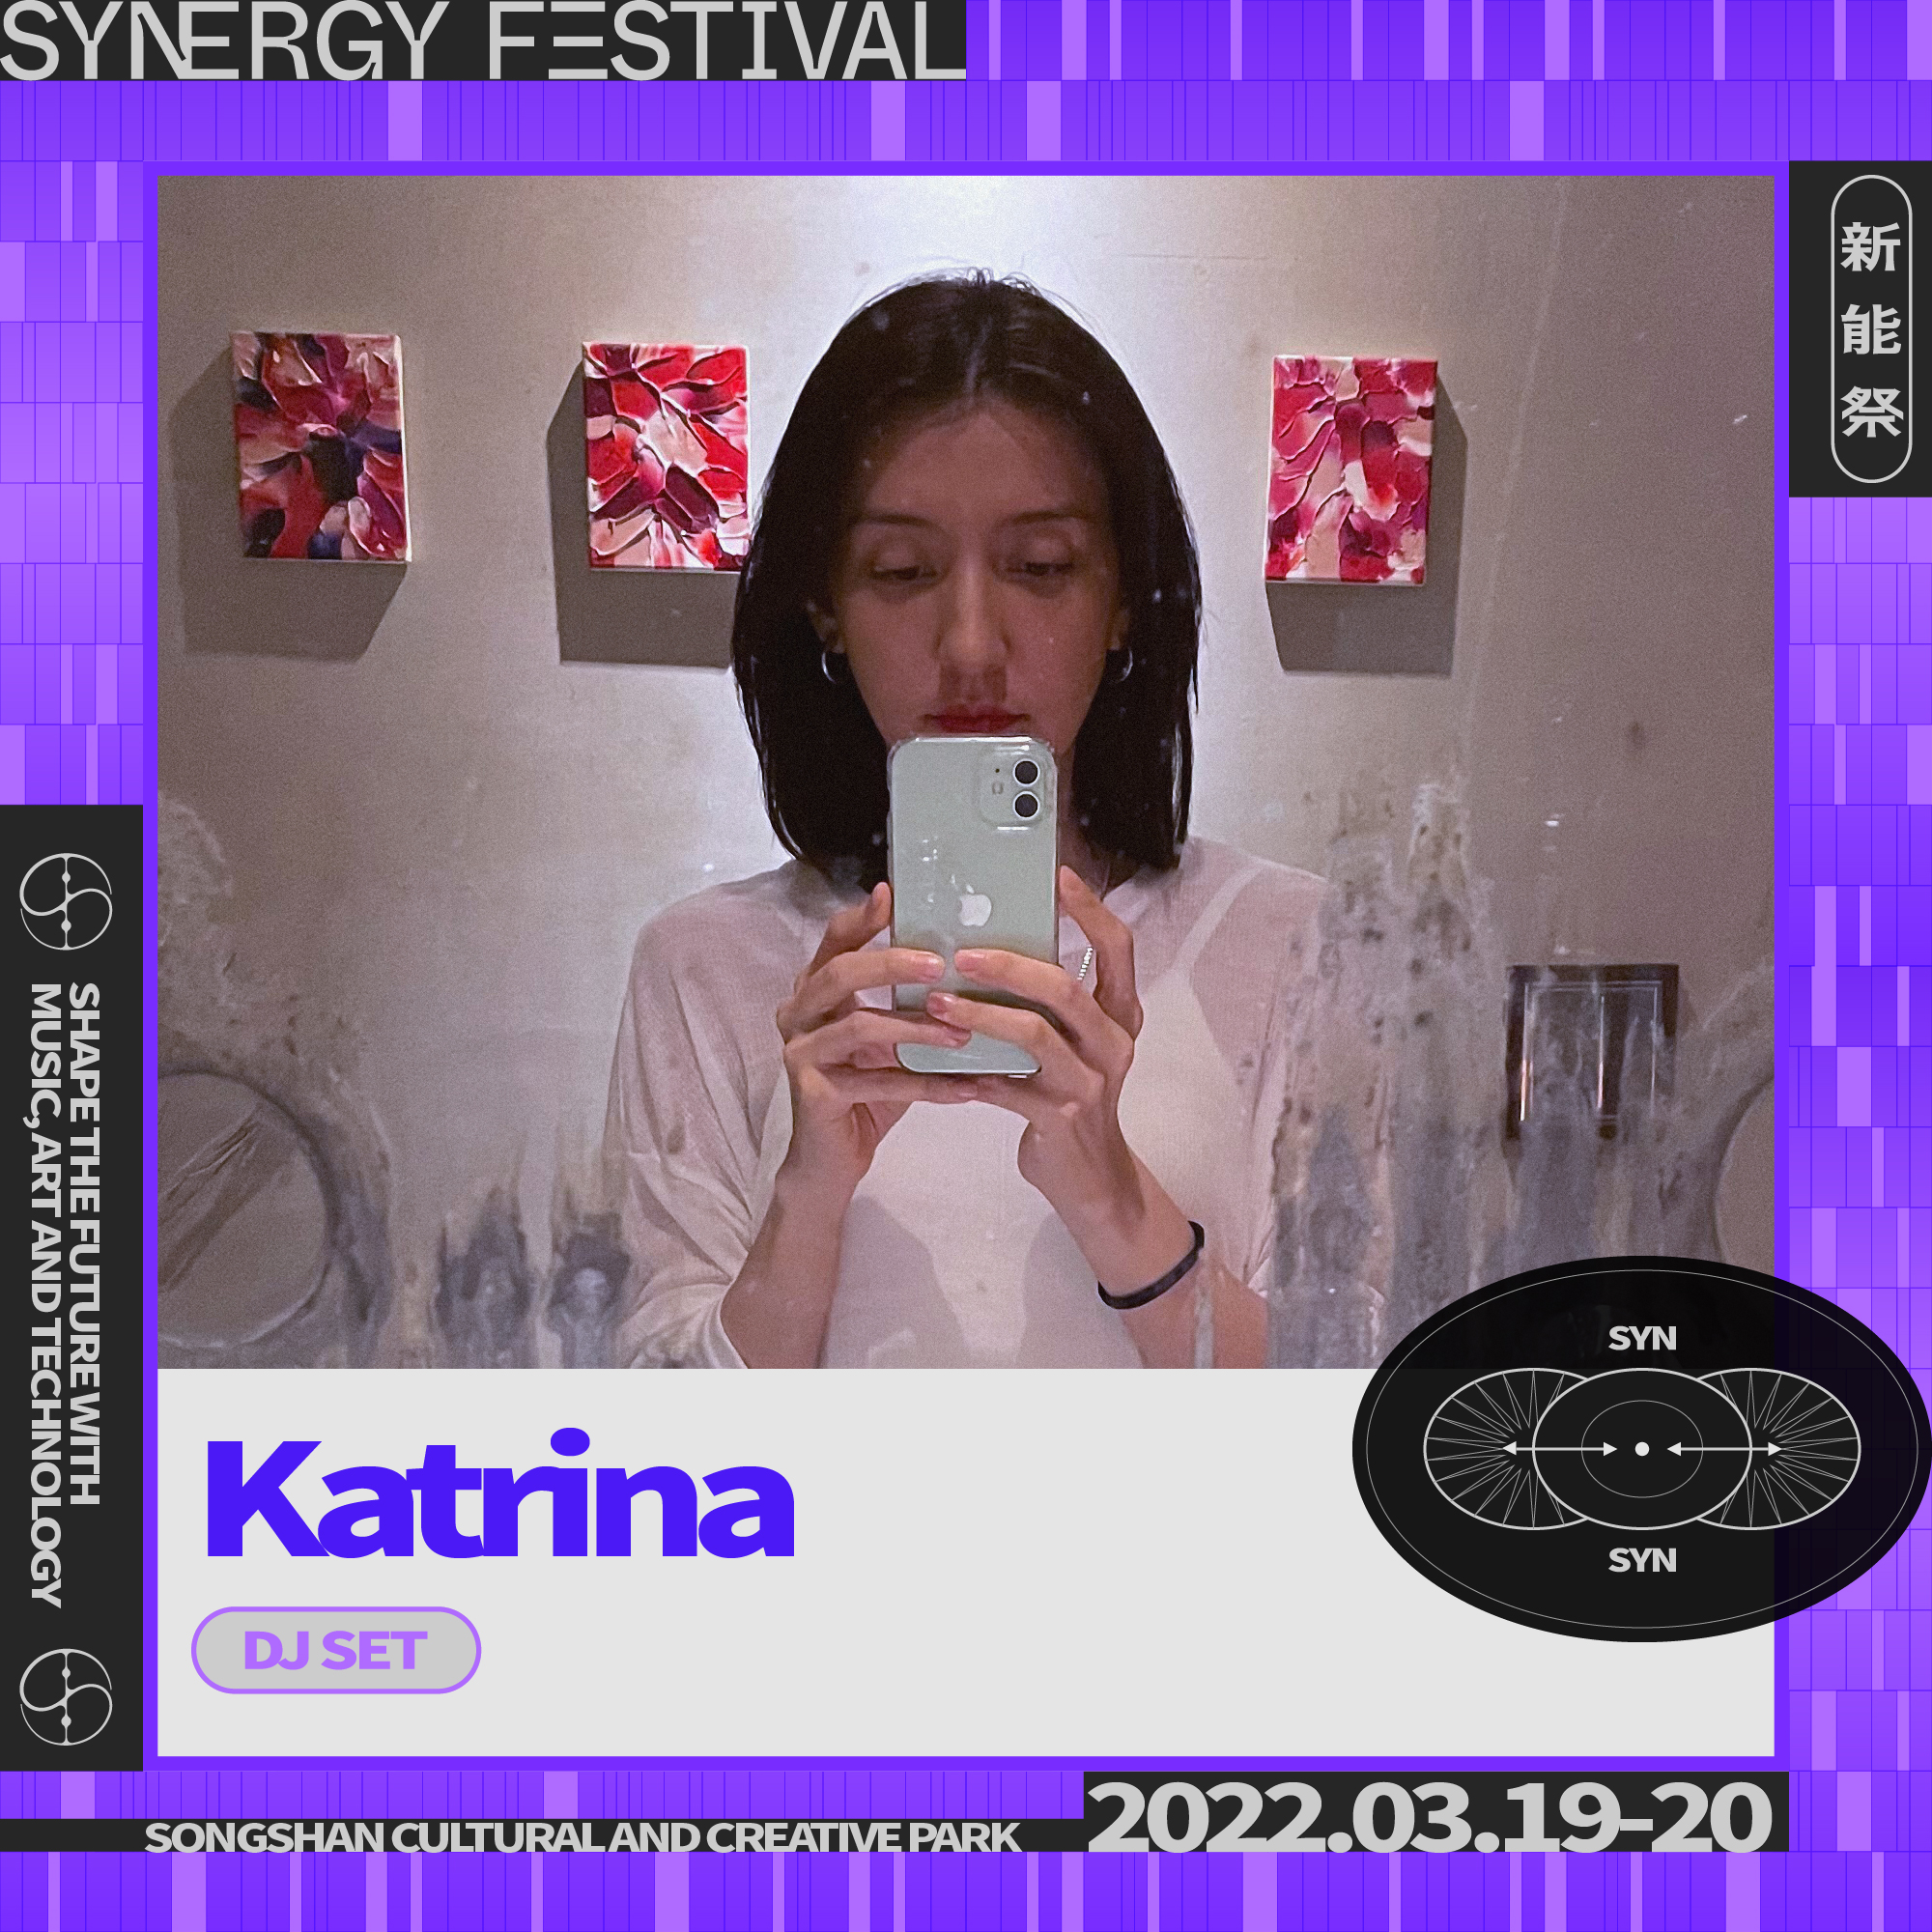 SYNERGY FESTIVAL
新能祭
SHAPE THE FUTURE WITH
MUSIC, ART AND TECHNOLOGY
SYN
SYN
Katrina
DJ SET
SONGSHAN CULTURAL AND CREATIVE PARK
2022.03.19-20